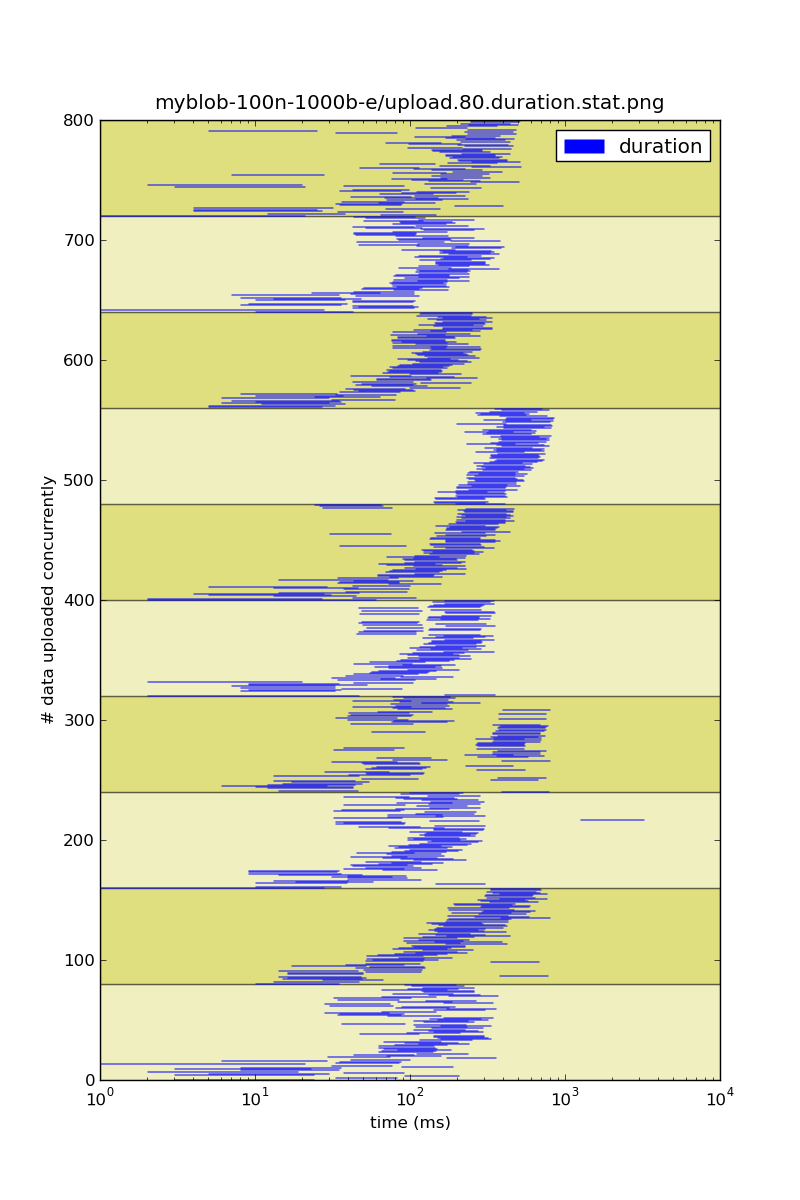 myblob-100n-1000b-e/upload.80.duration.stat.png
duration
800
700
600
500
400
300
200
100
0
# data uploaded concurrently
10^0 10^1 10^2 10^3 10^4
time (ms)